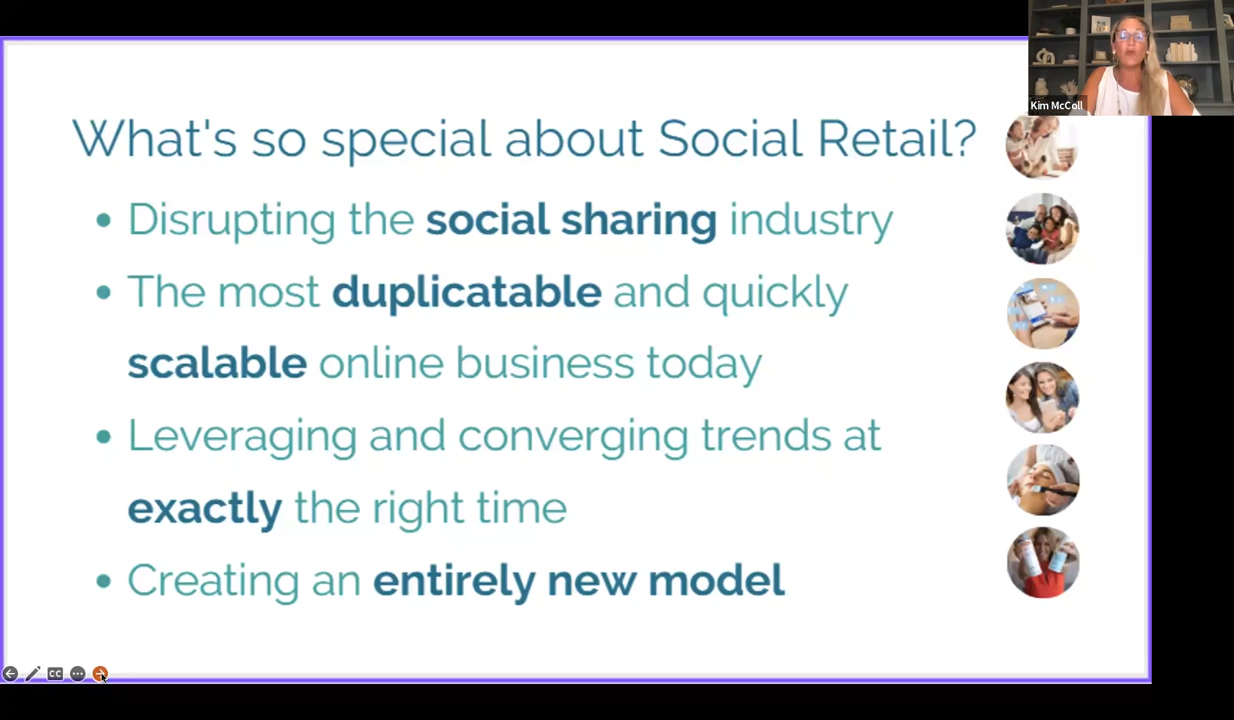 Kim McColl
What's so special about Social Retail?
• Disrupting the social sharing industry
• The most duplicatable and quickly
scalable online business today
• Leveraging and converging trends at
exactly the right time
• Creating an entirely new model
CC